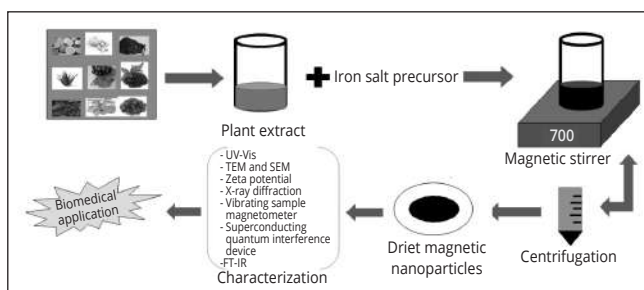 Plant extract
Iron salt precursor
700
Magnetic stirrer
Centrifugation
Driet magnetic
nanoparticles
- UV-Vis
- TEM and SEM
- Zeta potential
- X-ray diffraction
- Vibrating sample
magnetometer
- Superconducting
quantum interference
device
-FT-IR
Characterization
Biomedical
application